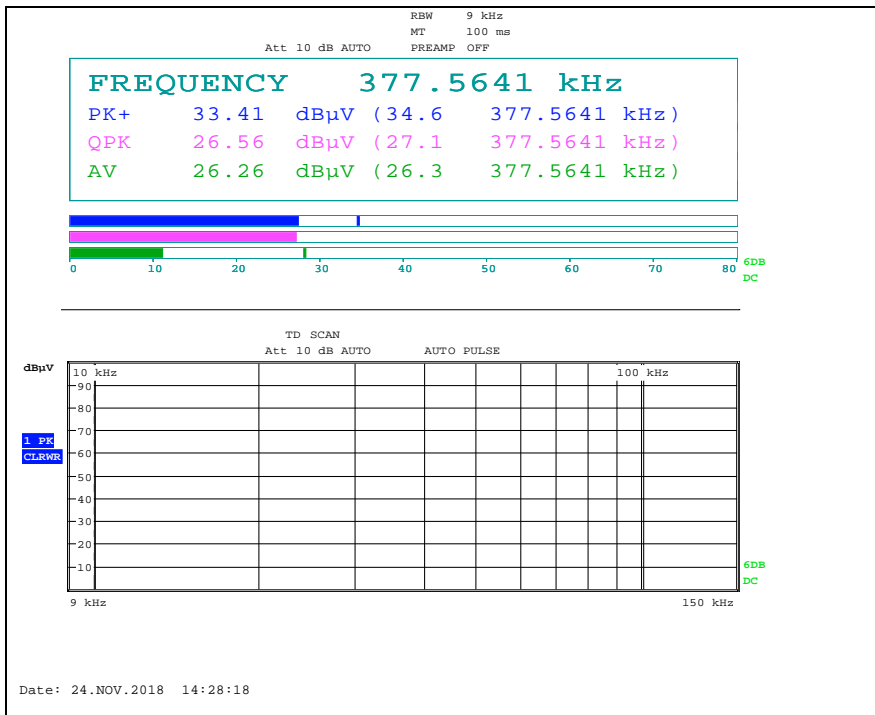 RBW 9 kHz
MT 100 ms
Att 10 dB AUTO PREAMP OFF
FREQUENCY 377.5641 kHz
PK+ 33.41 dBµV (34.6 377.5641 kHz)
QPK 26.56 dBµV (27.1 377.5641 kHz)
AV 26.26 dBµV (26.3 377.5641 kHz)
0 10 20 30 40 50 60 70 80
6DB
DC
TD SCAN
Att 10 dB AUTO AUTO PULSE
dBµV
10 kHz 100 kHz
90
80
70
1 PK
CLRWR
60
50
40
30
20
10
6DB
DC
9 kHz 150 kHz
Date: 24.NOV.2018 14:28:18